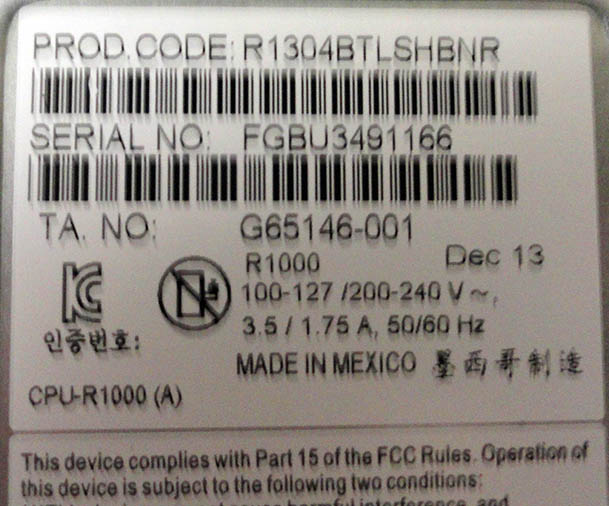 PROD. CODE: R1304BTLSHBNR
SERIAL NO: FGBU3491166
TA. NO: G65146-001
R1000 Dec 13
100-127 /200-240 V ~,
3.5 / 1.75 A, 50/60 Hz
인증번호:
MADE IN MEXICO 墨西哥制造
CPU-R1000 (A)
This device complies with Part 15 of the FCC Rules. Operation of
this device is subject to the following two conditions:
harmful interference, and